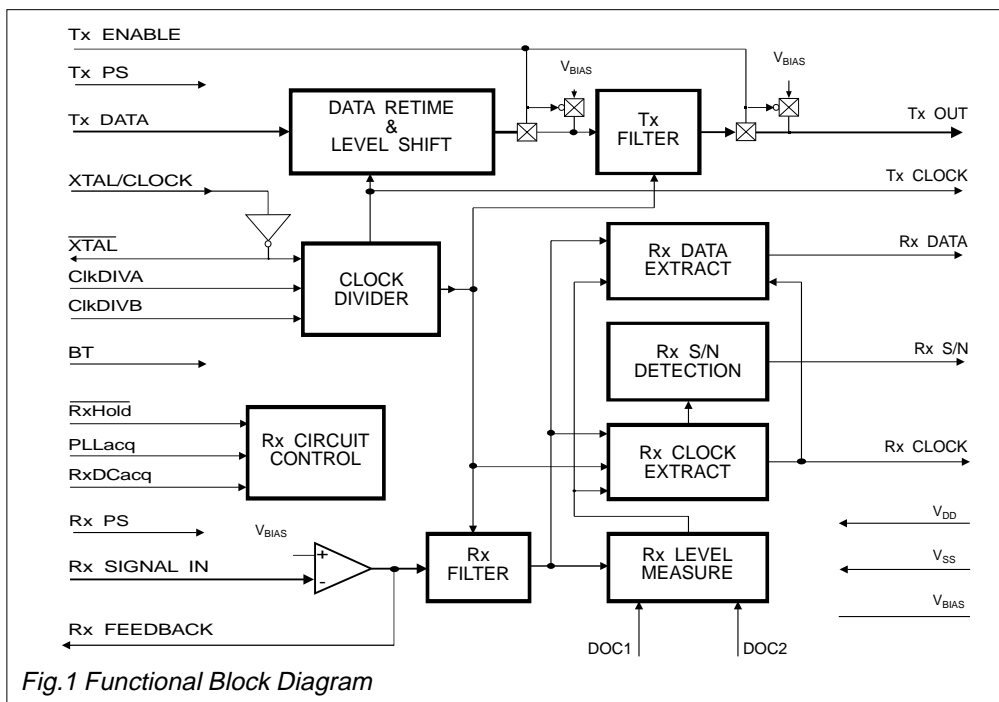 Tx ENABLE
Tx PS
VBIAS
VBIAS
Tx DATA
DATA RETIME
&
LEVEL SHIFT
Tx
FILTER
Tx OUT
XTAL/CLOCK
Tx CLOCK
XTAL
ClkDIVA
ClkDIVB
CLOCK
DIVIDER
Rx DATA
EXTRACT
Rx DATA
BT
Rx S/N
DETECTION
Rx S/N
RxHold
PLLacq
RxDCacq
Rx CIRCUIT
CONTROL
Rx CLOCK
EXTRACT
Rx CLOCK
Rx PS
VBIAS
+
-
Rx SIGNAL IN
Rx
FILTER
Rx LEVEL
MEASURE
VDD
VSS
VBIAS
Rx FEEDBACK
DOC1
DOC2
Fig.1 Functional Block Diagram